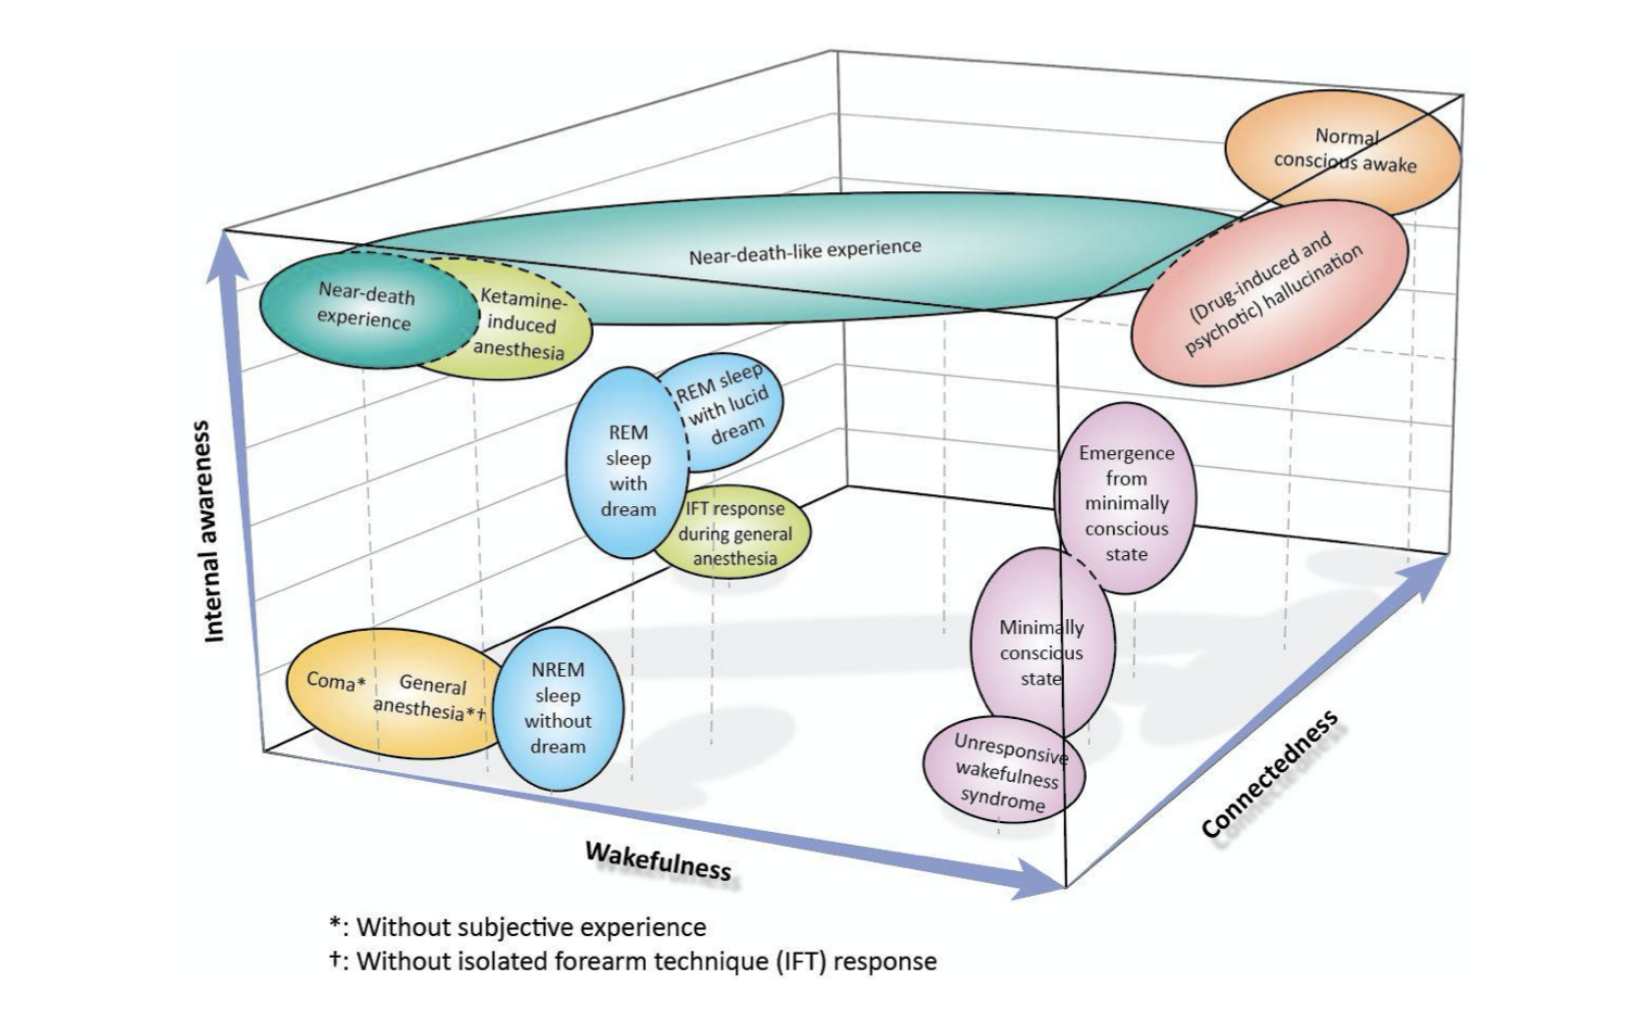 Normal
conscious awake
Near-death-like experience
(Drug-induced and
psychotic) hallucination
Near-death
experience
Ketamine-
induced
anesthesia
REM sleep
with lucid
dream
REM
sleep
with
dream
IFT response
during general
anesthesia
Emergence
from
minimally
conscious
state
Minimally
conscious
state
Unresponsive
wakefulness
syndrome
Coma*
General
anesthesia*†
NREM
sleep
without
dream
Internal awareness
Wakefulness
Connectedness
*: Without subjective experience
†: Without isolated forearm technique (IFT) response